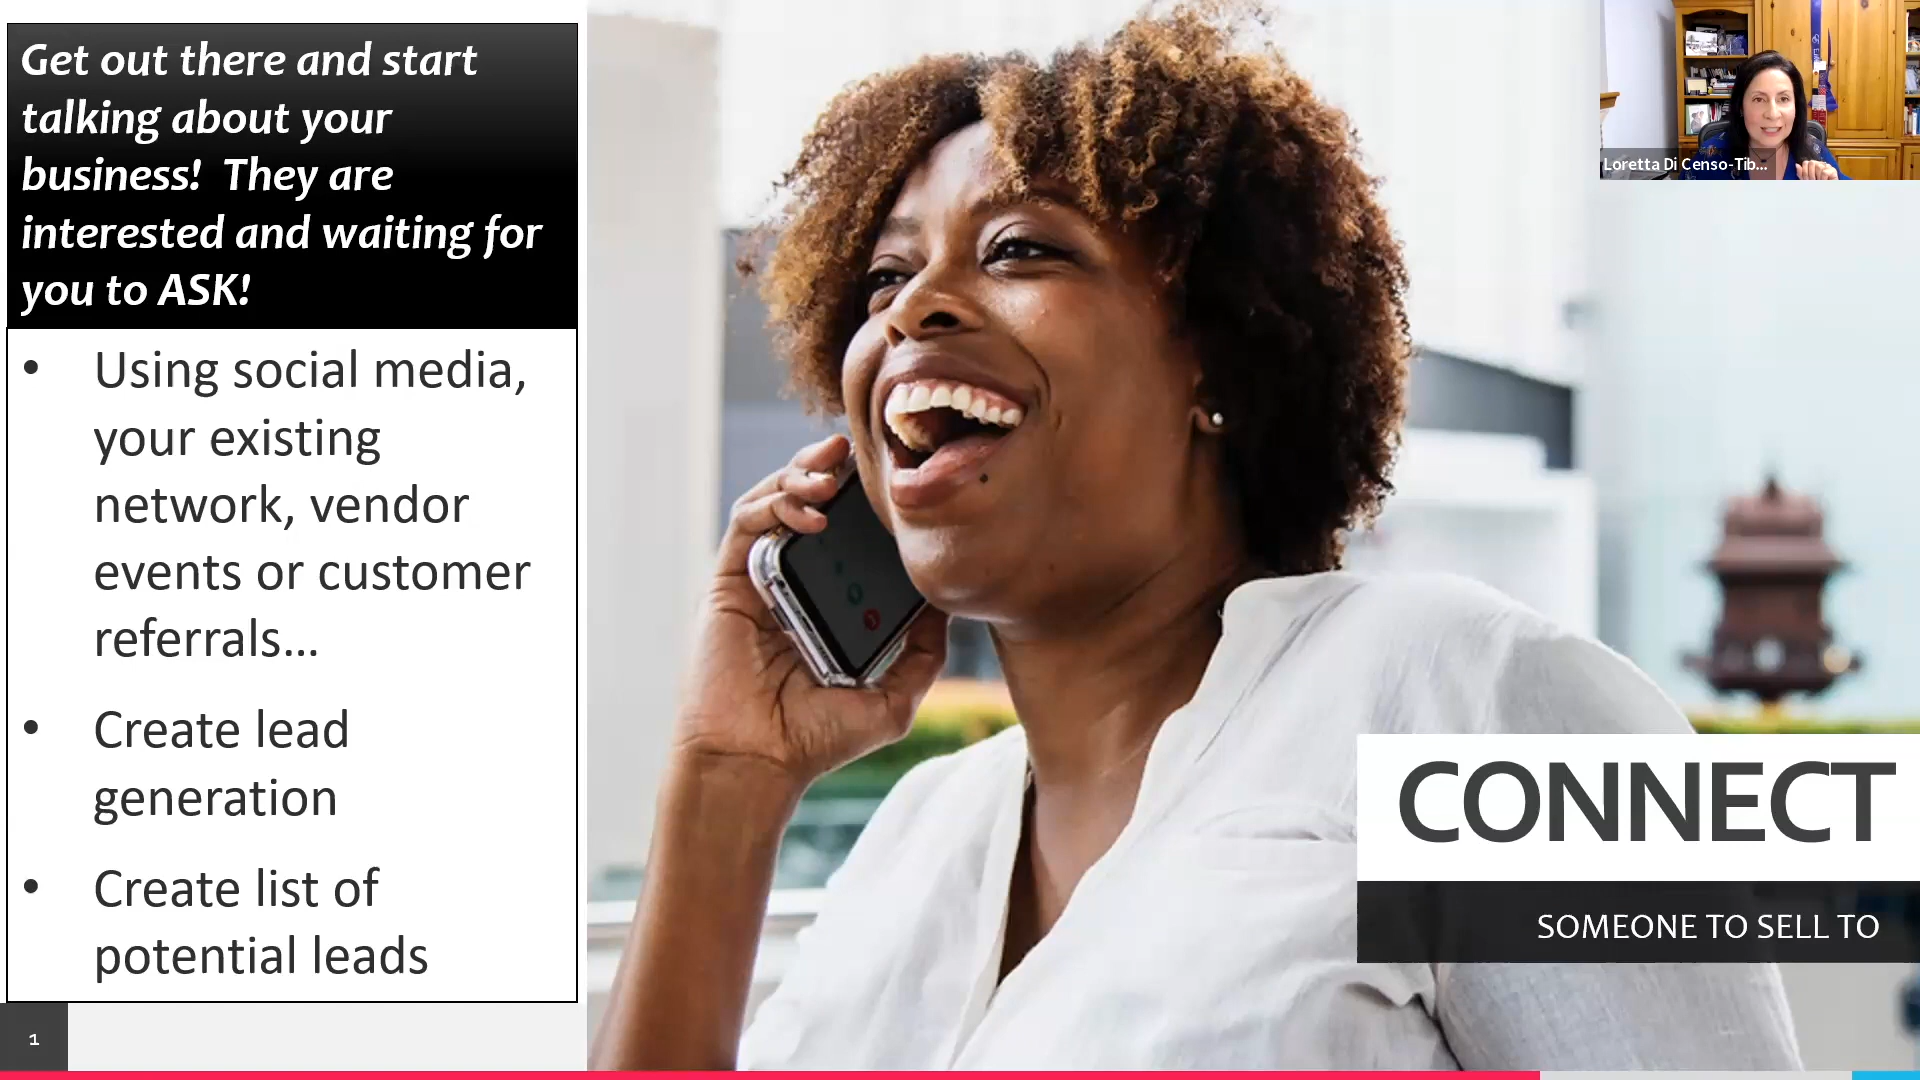 Get out there and start
talking about your
business! They are
interested and waiting for
you to ASK!
• Using social media,
your existing
network, vendor
events or customer
referrals...
• Create lead
generation
• Create list of
potential leads
1
Loretta Di Censo-Tib...
CONNECT
SOMEONE TO SELL TO